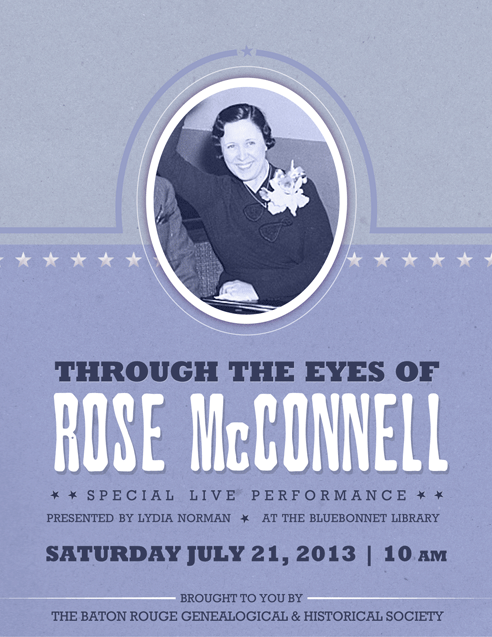 THROUGH THE EYES OF
ROSE McCONNELL
SPECIAL LIVE PERFORMANCE
PRESENTED BY LYDIA NORMAN ★ AT THE BLUEBONNET LIBRARY
SATURDAY JULY 21, 2013 | 10 AM
BROUGHT TO YOU BY
THE BATON ROUGE GENEALOGICAL & HISTORICAL SOCIETY